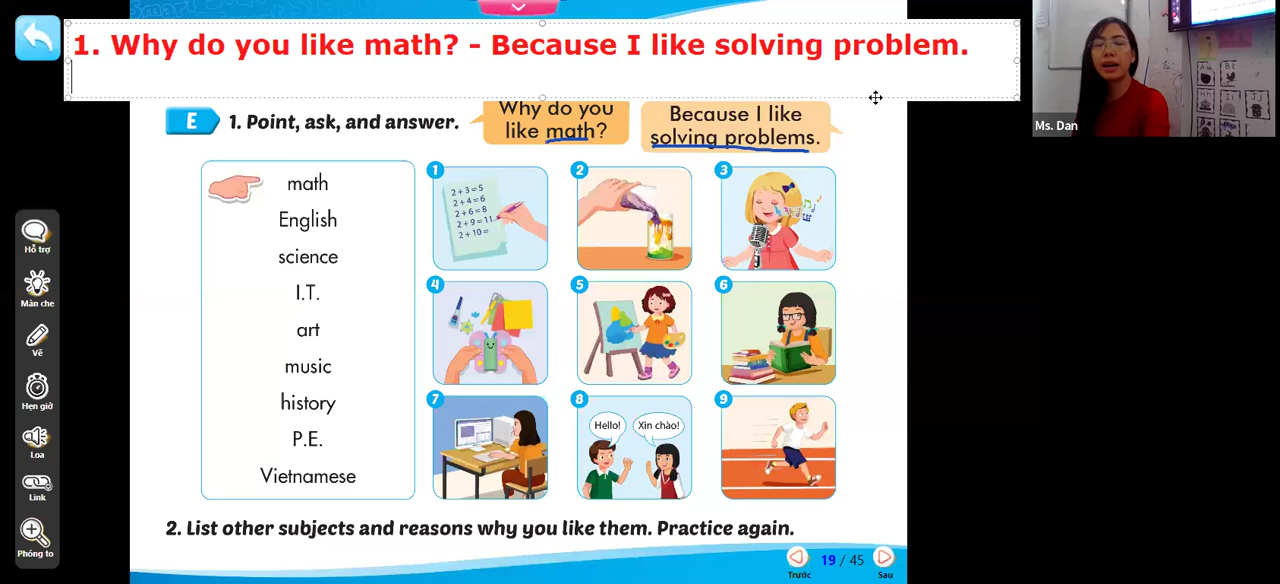 1. Why do you like math? - Because I like solving problem.
E 1. Point, ask, and answer.
Why do you
like math?
Because I like
solving problems.
math
English
science
I.T.
art
music
history
P.E.
Vietnamese
1
2+3=5
2+4=6
2+6=8
2+9=11
2+10=
2
3
4
5
6
7
8
Hello!
Xin chào!
9
2. List other subjects and reasons why you like them. Practice again.
Trước
19 / 45
Sau
Hỗ trợ
Màn che
Vẽ
Hẹn giờ
Loa
Link
Phóng to
Ms. Dan